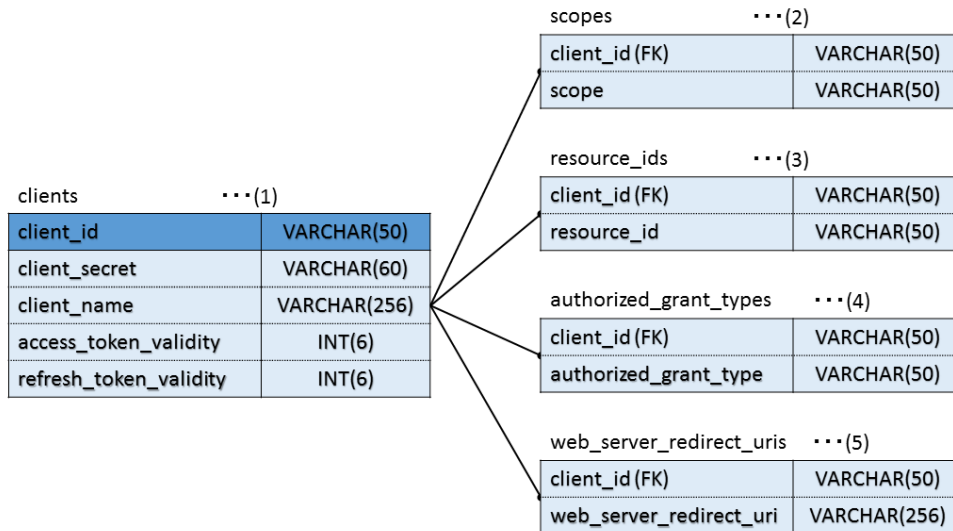 scopes ・・・(2)
client_id (FK) VARCHAR(50)
scope VARCHAR(50)
resource_ids ・・・(3)
client_id (FK) VARCHAR(50)
resource_id VARCHAR(50)
clients ・・・(1)
client_id VARCHAR(50)
client_secret VARCHAR(60)
client_name VARCHAR(256)
access_token_validity INT(6)
refresh_token_validity INT(6)
authorized_grant_types ・・・(4)
client_id (FK) VARCHAR(50)
authorized_grant_type VARCHAR(50)
web_server_redirect_uris ・・・(5)
client_id (FK) VARCHAR(50)
web_server_redirect_uri VARCHAR(256)